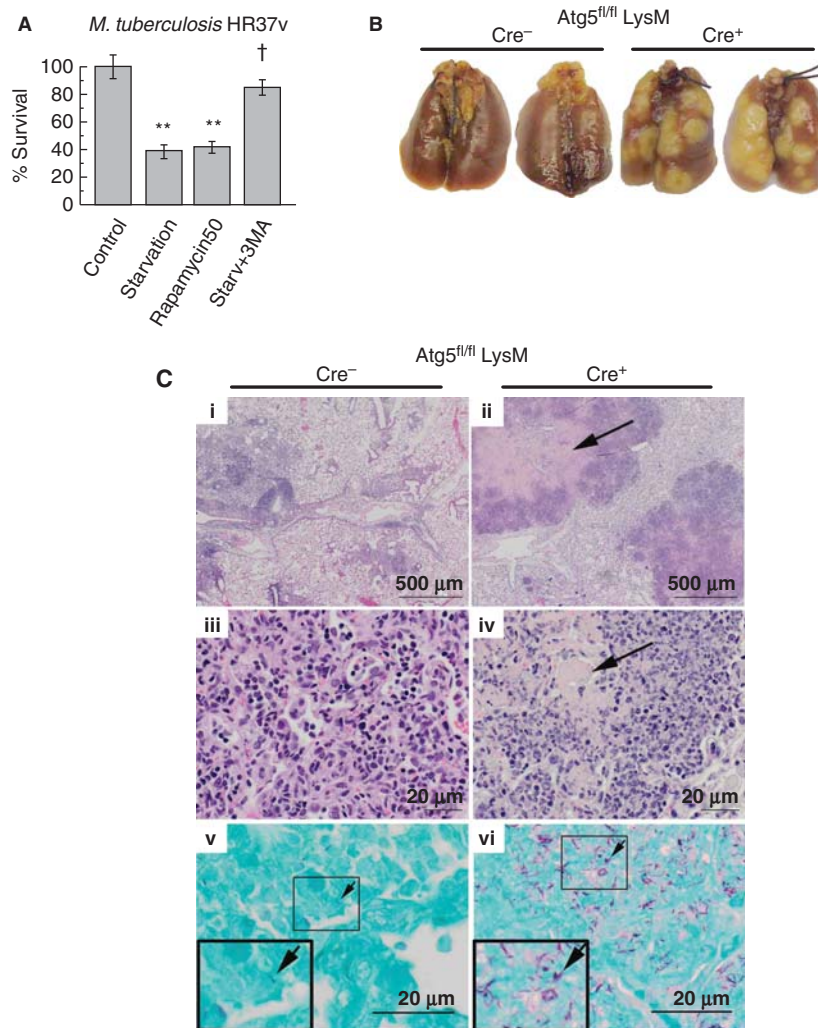 A
M. tuberculosis HR37v
% Survival
100
80
60
40
20
0
**
**
†
Control
Starvation
Rapamycin50
Starv+3MA
B
Atg5fl/fl LysM
Cre–
Cre+
C
Atg5fl/fl LysM
Cre–
Cre+
i
500 μm
ii
500 μm
iii
20 μm
iv
20 μm
v
20 μm
vi
20 μm